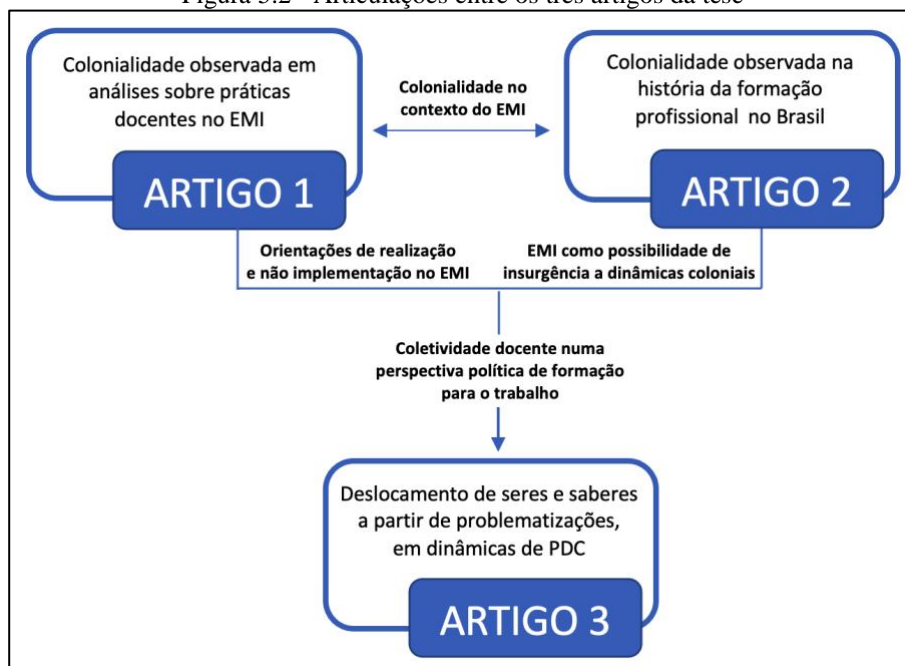 Figura 3.2 - Articulações entre os três artigos da tese
Colonialidade observada em
análises sobre práticas
docentes no EMI
ARTIGO 1
Colonialidade no
contexto do EMI
Colonialidade observada na
história da formação
profissional no Brasil
ARTIGO 2
Orientações de realização
e não implementação no EMI
EMI como possibilidade de
insurgência a dinâmicas coloniais
Coletividade docente numa
perspectiva política de formação
para o trabalho
Deslocamento de seres e saberes
a partir de problematizações,
em dinâmicas de PDC
ARTIGO 3